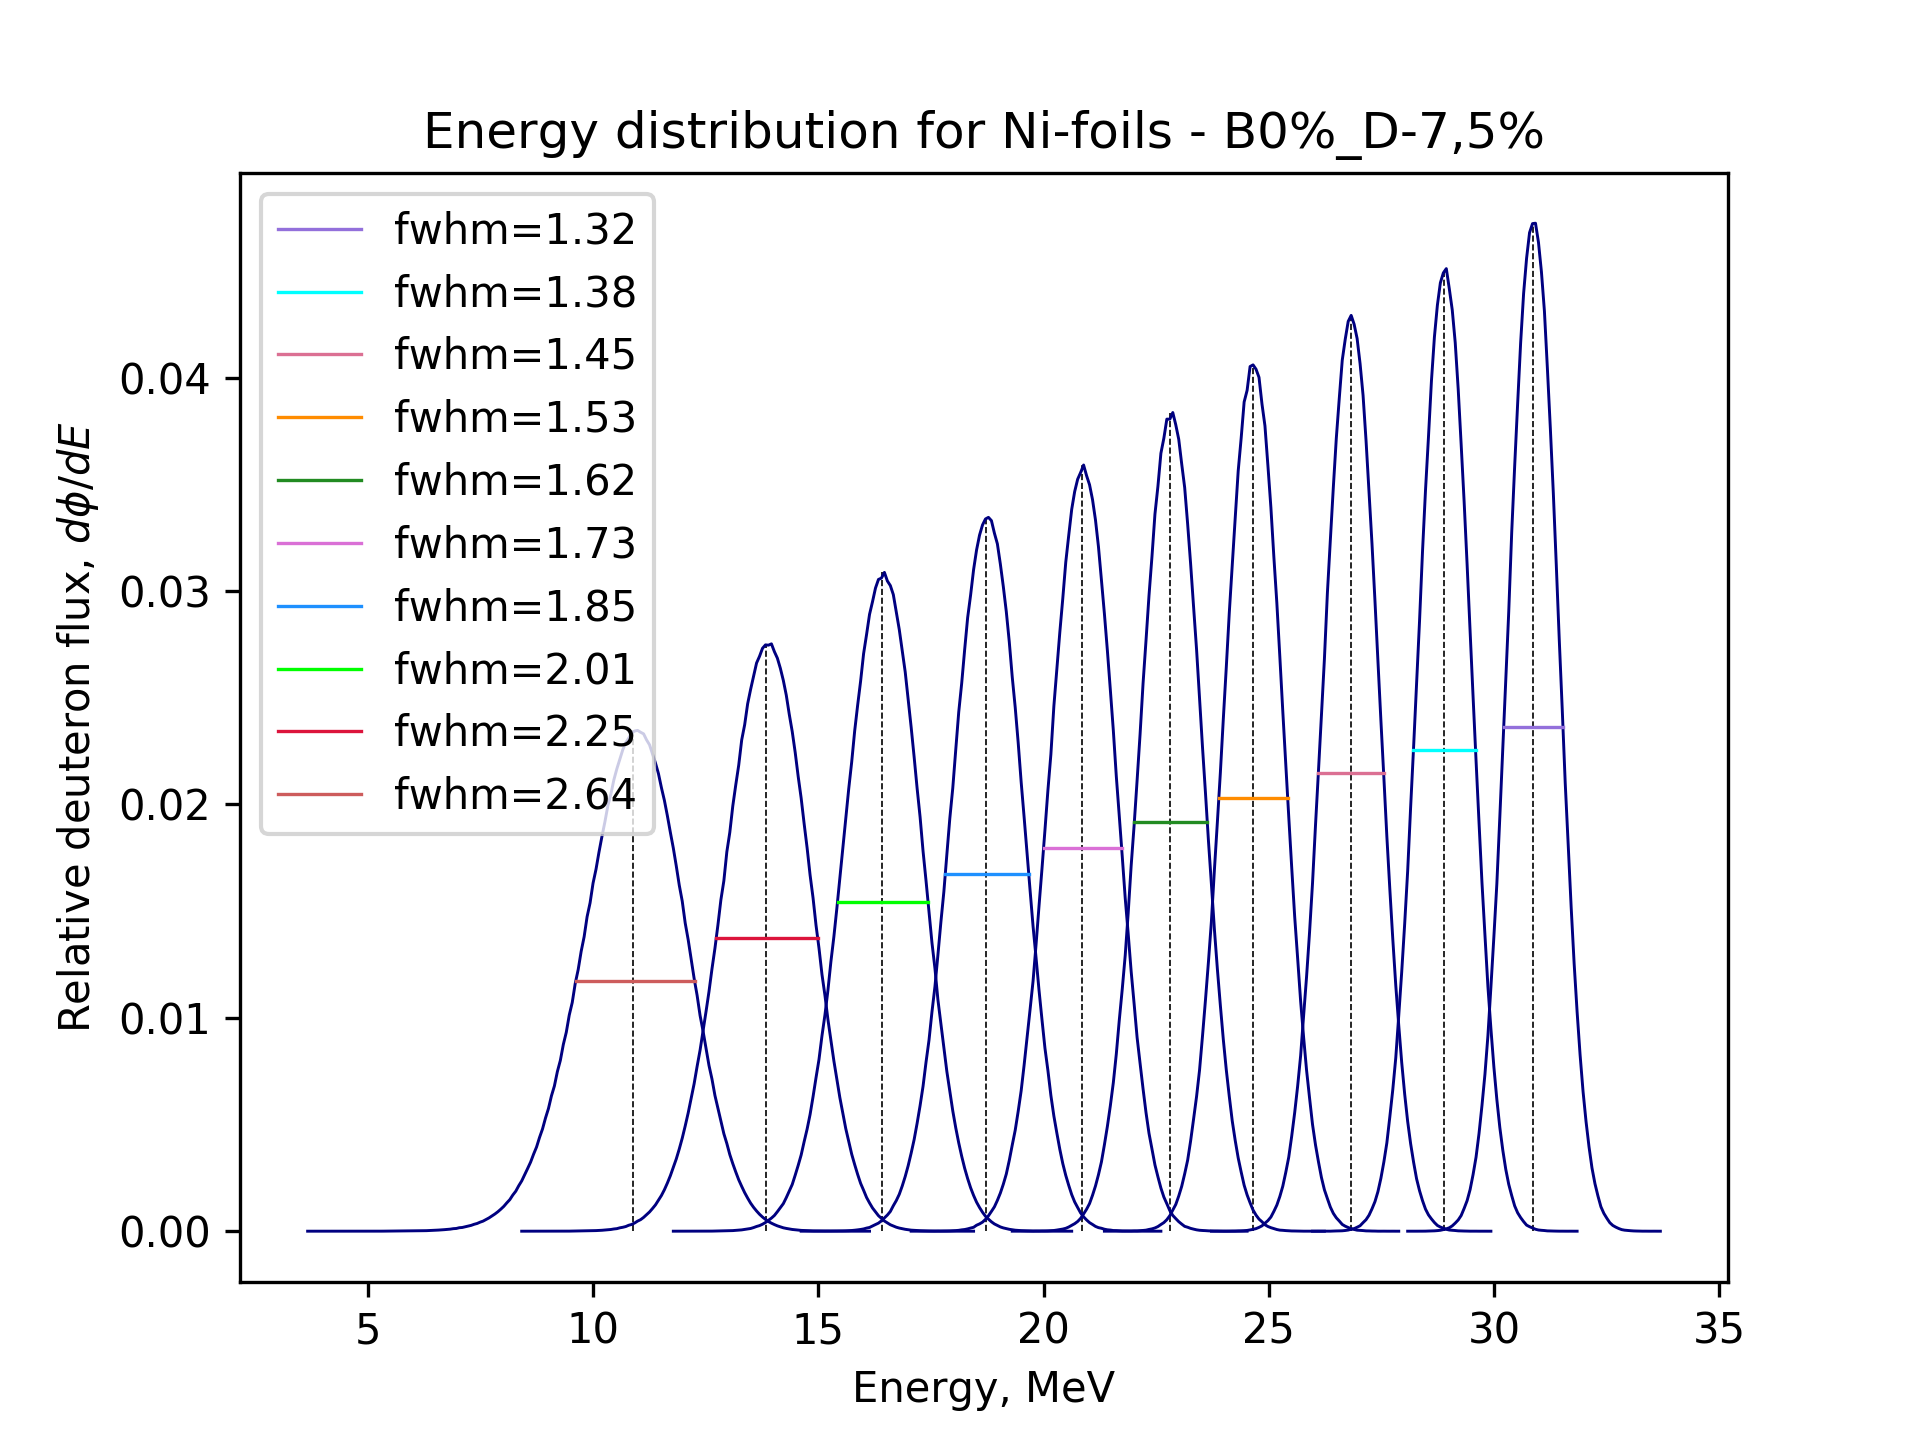 Energy distribution for Ni-foils - B0%_D-7,5%
fwhm=1.32
fwhm=1.38
fwhm=1.45
fwhm=1.53
fwhm=1.62
fwhm=1.73
fwhm=1.85
fwhm=2.01
fwhm=2.25
fwhm=2.64
Relative deuteron flux, dϕ/dE
0.04
0.03
0.02
0.01
0.00
5 10 15 20 25 30 35
Energy, MeV